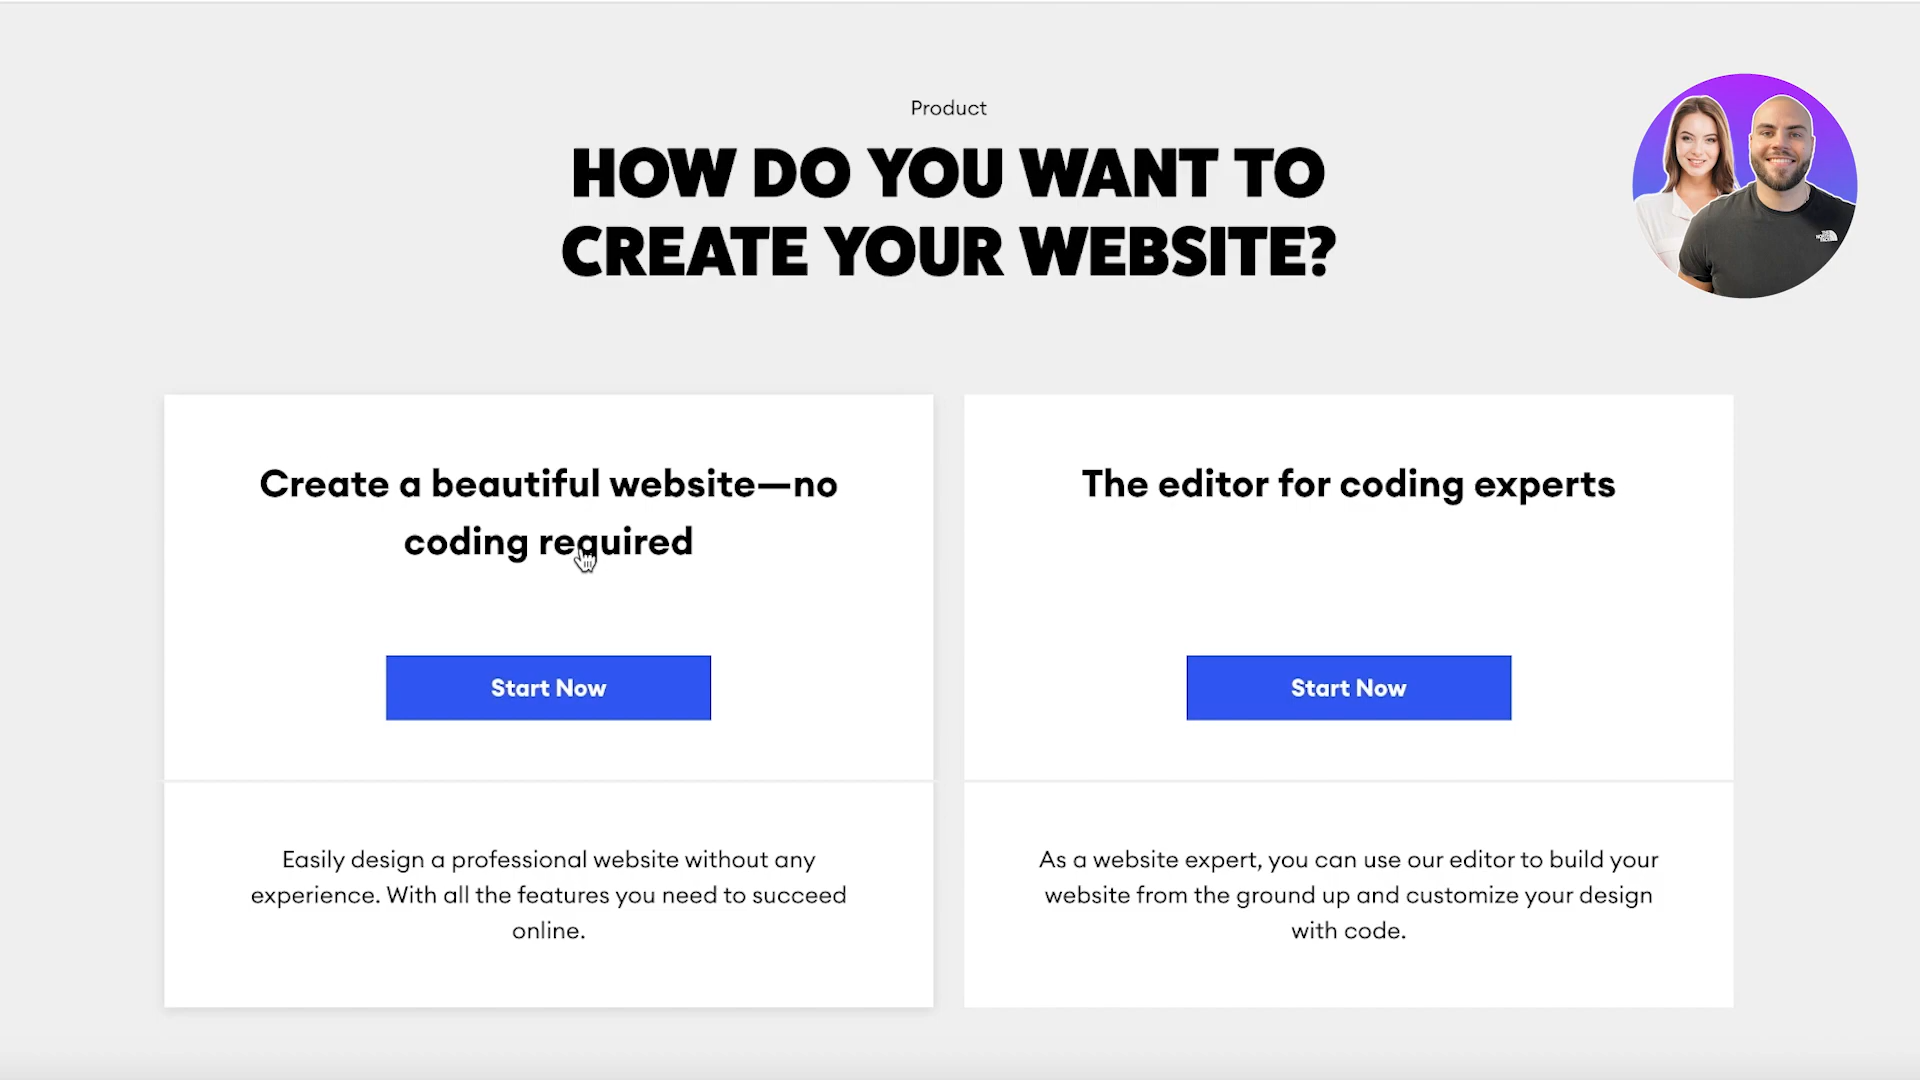 Product
HOW DO YOU WANT TO
CREATE YOUR WEBSITE?
Create a beautiful website—no
coding required
Start Now
Easily design a professional website without any
experience. With all the features you need to succeed
online.
The editor for coding experts
Start Now
As a website expert, you can use our editor to build your
website from the ground up and customize your design
with code.